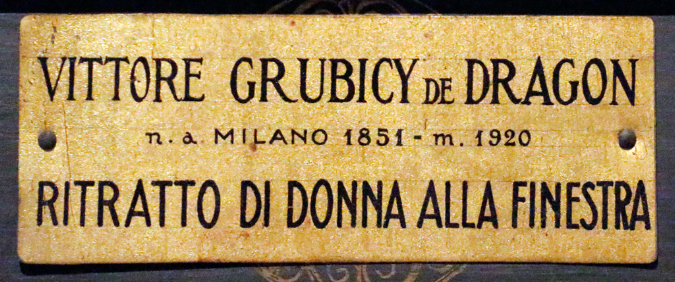 VITTORE GRUBICY DE DRAGON
n. a MILANO 1851 - m. 1920
RITRATTO DI DONNA ALLA FINESTRA